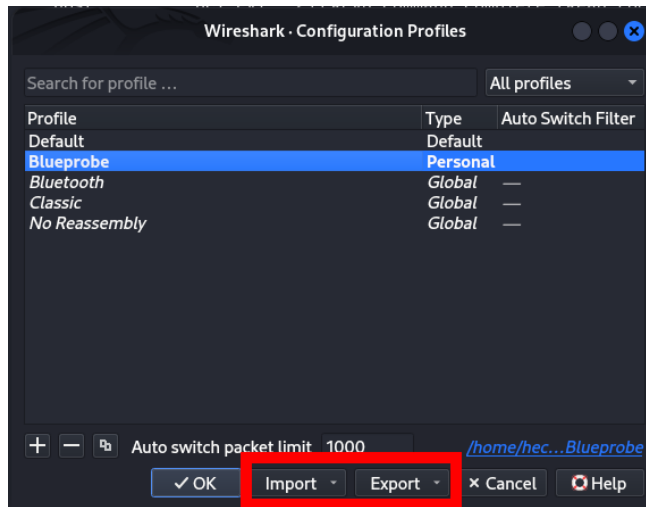 Wireshark · Configuration Profiles
Search for profile ... All profiles
Profile Type Auto Switch Filter
Default Default
Blueprobe Personal
Bluetooth Global —
Classic Global —
No Reassembly Global —
Auto switch packet limit 1000 /home/hec...Blueprobe
OK Import Export Cancel Help